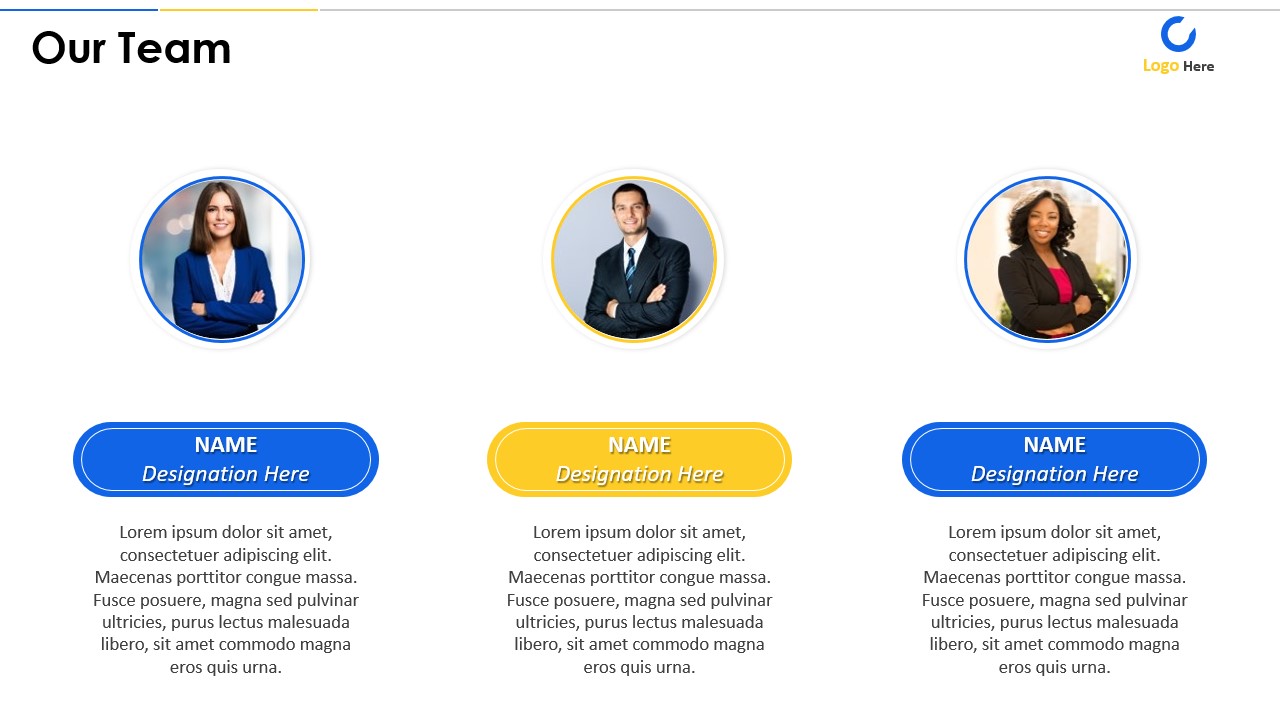 Our Team
Logo Here
NAME
Designation Here
Lorem ipsum dolor sit amet,
consectetuer adipiscing elit.
Maecenas porttitor congue massa.
Fusce posuere, magna sed pulvinar
ultricies, purus lectus malesuada
libero, sit amet commodo magna
eros quis urna.
NAME
Designation Here
Lorem ipsum dolor sit amet,
consectetuer adipiscing elit.
Maecenas porttitor congue massa.
Fusce posuere, magna sed pulvinar
ultricies, purus lectus malesuada
libero, sit amet commodo magna
eros quis urna.
NAME
Designation Here
Lorem ipsum dolor sit amet,
consectetuer adipiscing elit.
Maecenas porttitor congue massa.
Fusce posuere, magna sed pulvinar
ultricies, purus lectus malesuada
libero, sit amet commodo magna
eros quis urna.